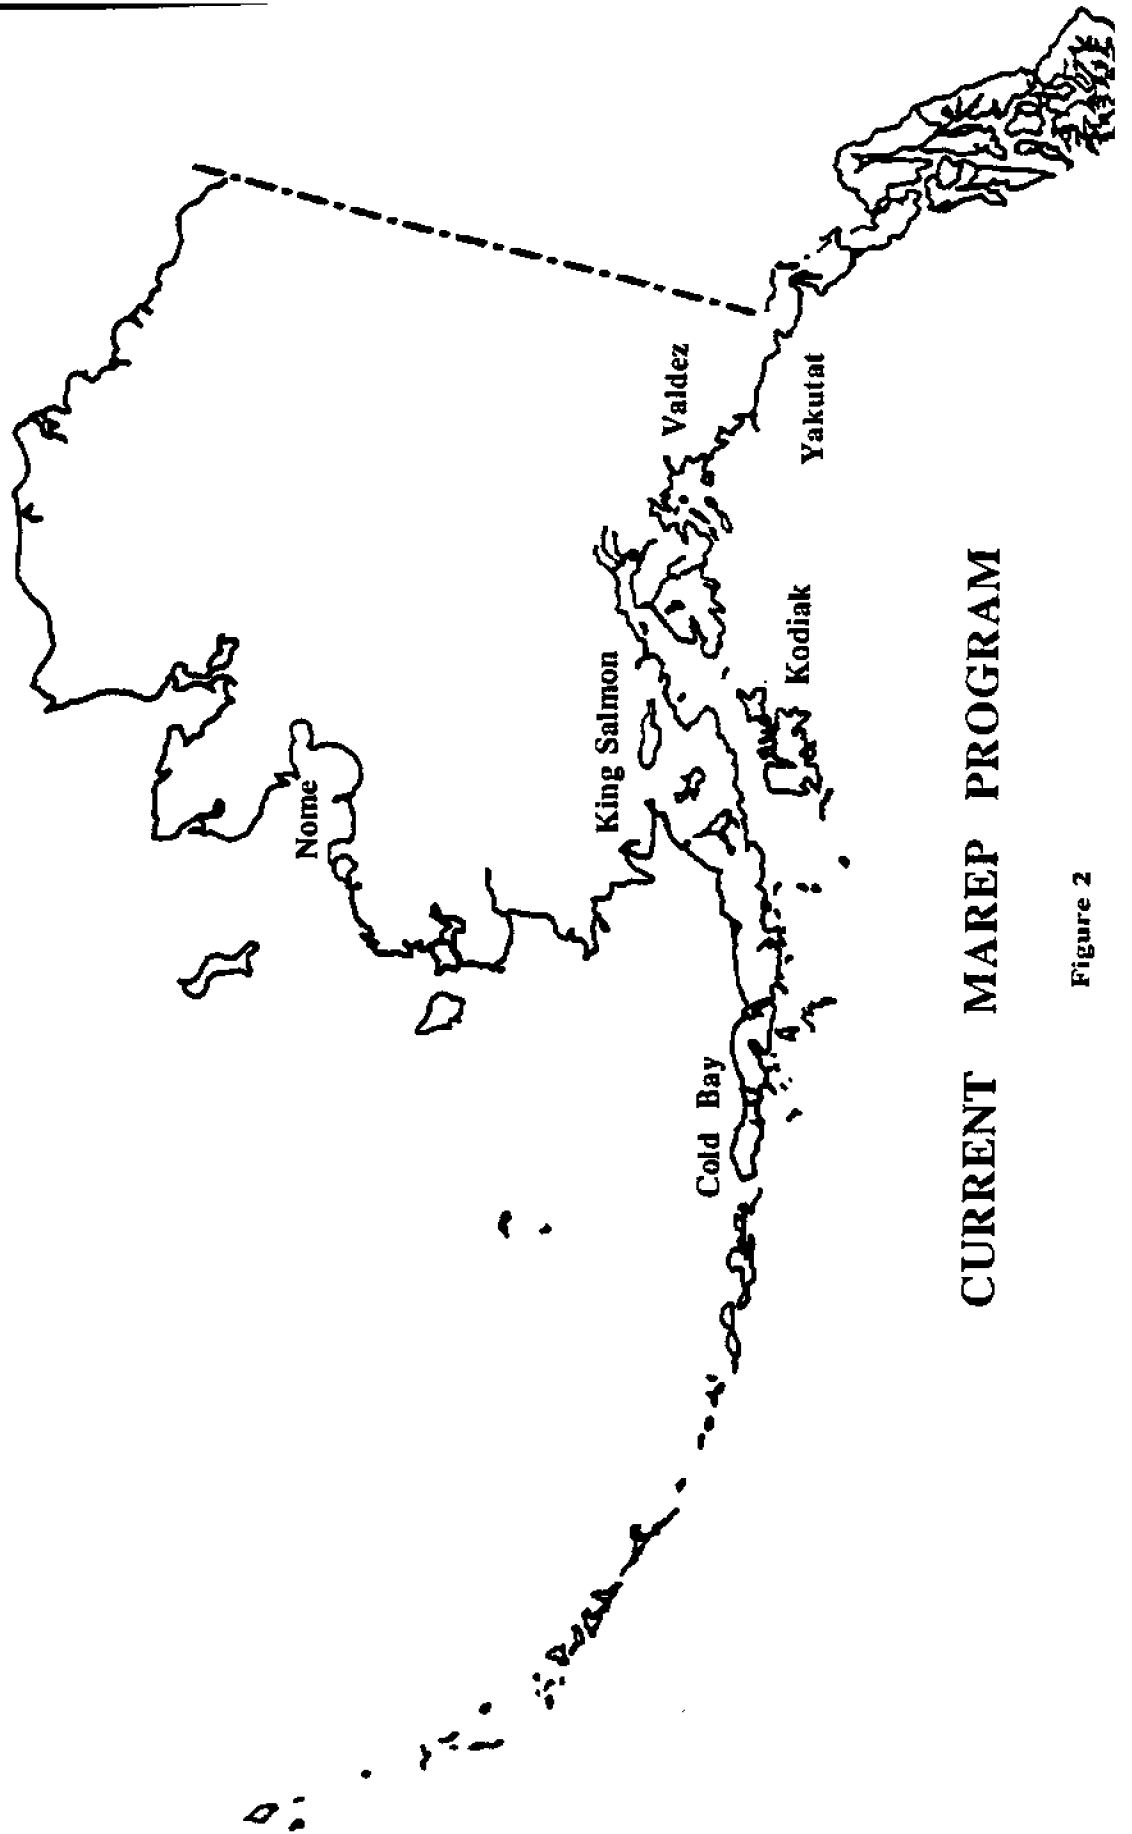 Nome
King Salmon
Valdez
Cold Bay
Kodiak
Yakutat
CURRENT MAREP PROGRAM
Figure 2